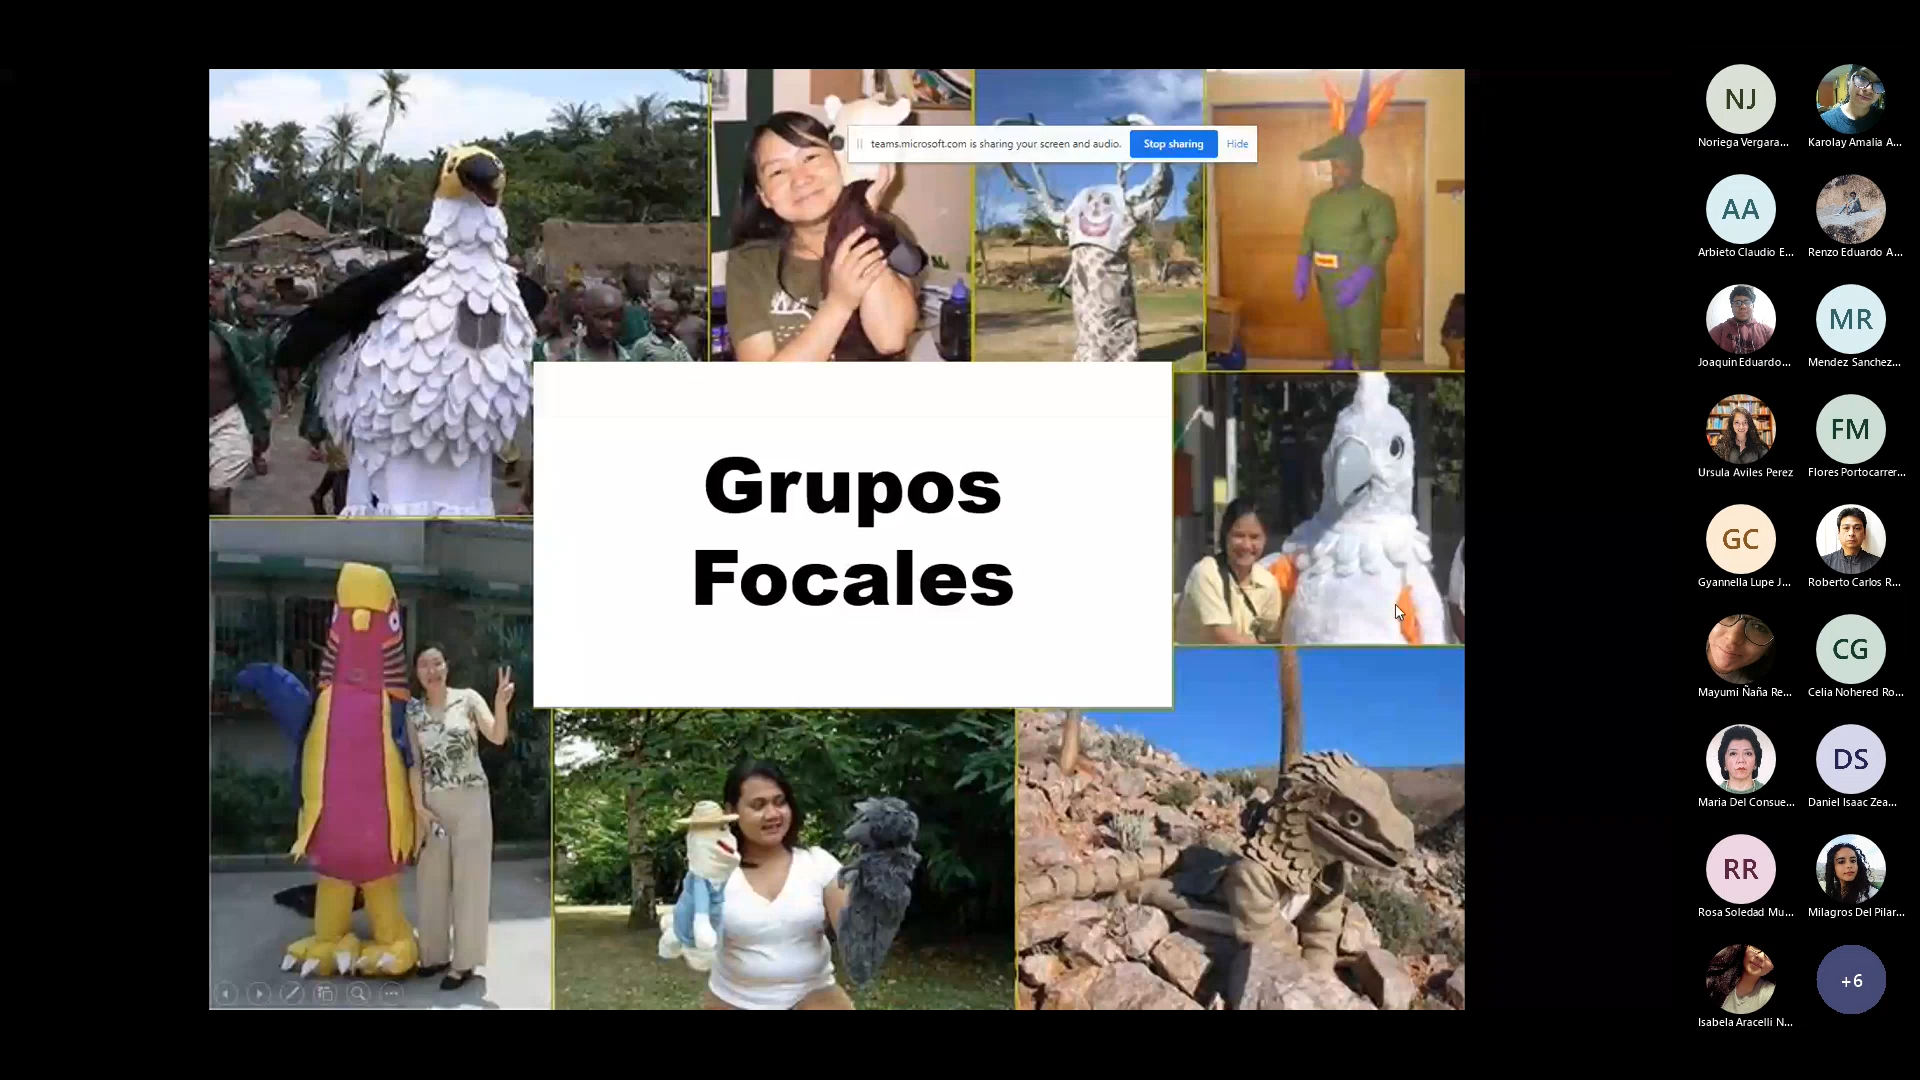 teams.microsoft.com is sharing your screen and audio.
Stop sharing
Hide
Grupos
Focales
NJ
Noriega Vergara...
Karolay Amalia A...
AA
Arbieto Claudio E...
Renzo Eduardo A...
Joaquin Eduardo...
MR
Mendez Sanchez...
Ursula Aviles Perez
FM
Flores Portocarrer...
GC
Gyannella Lupe J...
Roberto Carlos R...
Mayumi Ñaña Re...
CG
Celia Nohered Ro...
Maria Del Consue...
DS
Daniel Isaac Zea...
RR
Rosa Soledad Mu...
Milagros Del Pilar...
Isabela Aracelli N...
+6